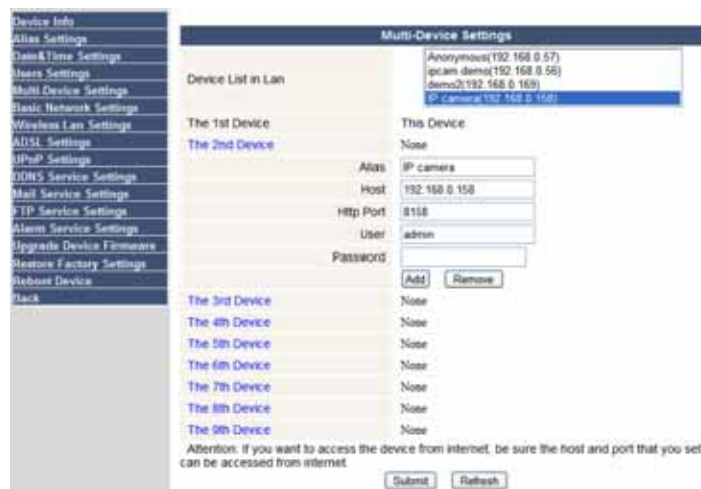 Device Info
Alias Settings
Date&Time Settings
Users Settings
Multi-Device Settings
Basic Network Settings
Wireless Lan Settings
ADSL Settings
UPnP Settings
DDNS Service Settings
Mail Service Settings
FTP Service Settings
Alarm Service Settings
Upgrade Device Firmware
Restore Factory Settings
Reboot Device
Back
Multi-Device Settings
Device List in Lan
Anonymous(192.168.0.57)
ipcam demo(192.168.0.56)
demo2(192.168.0.169)
IP camera(192.168.0.158)
The 1st Device This Device
The 2nd Device None
Alias IP camera
Host 192.168.0.158
Http Port 8158
User admin
Password
Add Remove
The 3rd Device None
The 4th Device None
The 5th Device None
The 6th Device None
The 7th Device None
The 8th Device None
The 9th Device None
Attention: If you want to access the device from internet, be sure the host and port that you set
can be accessed from internet
Submit Refresh